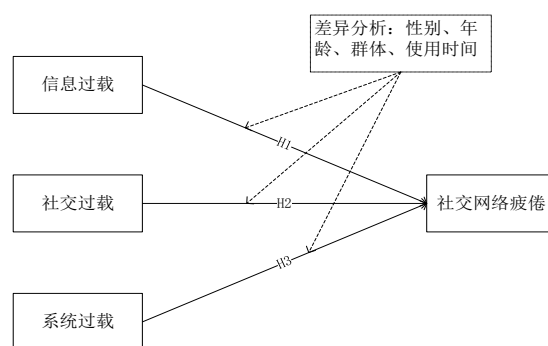 差异分析：性别、年
龄、群体、使用时间
信息过载
H1
社交过载
H2
社交网络疲倦
H3
系统过载